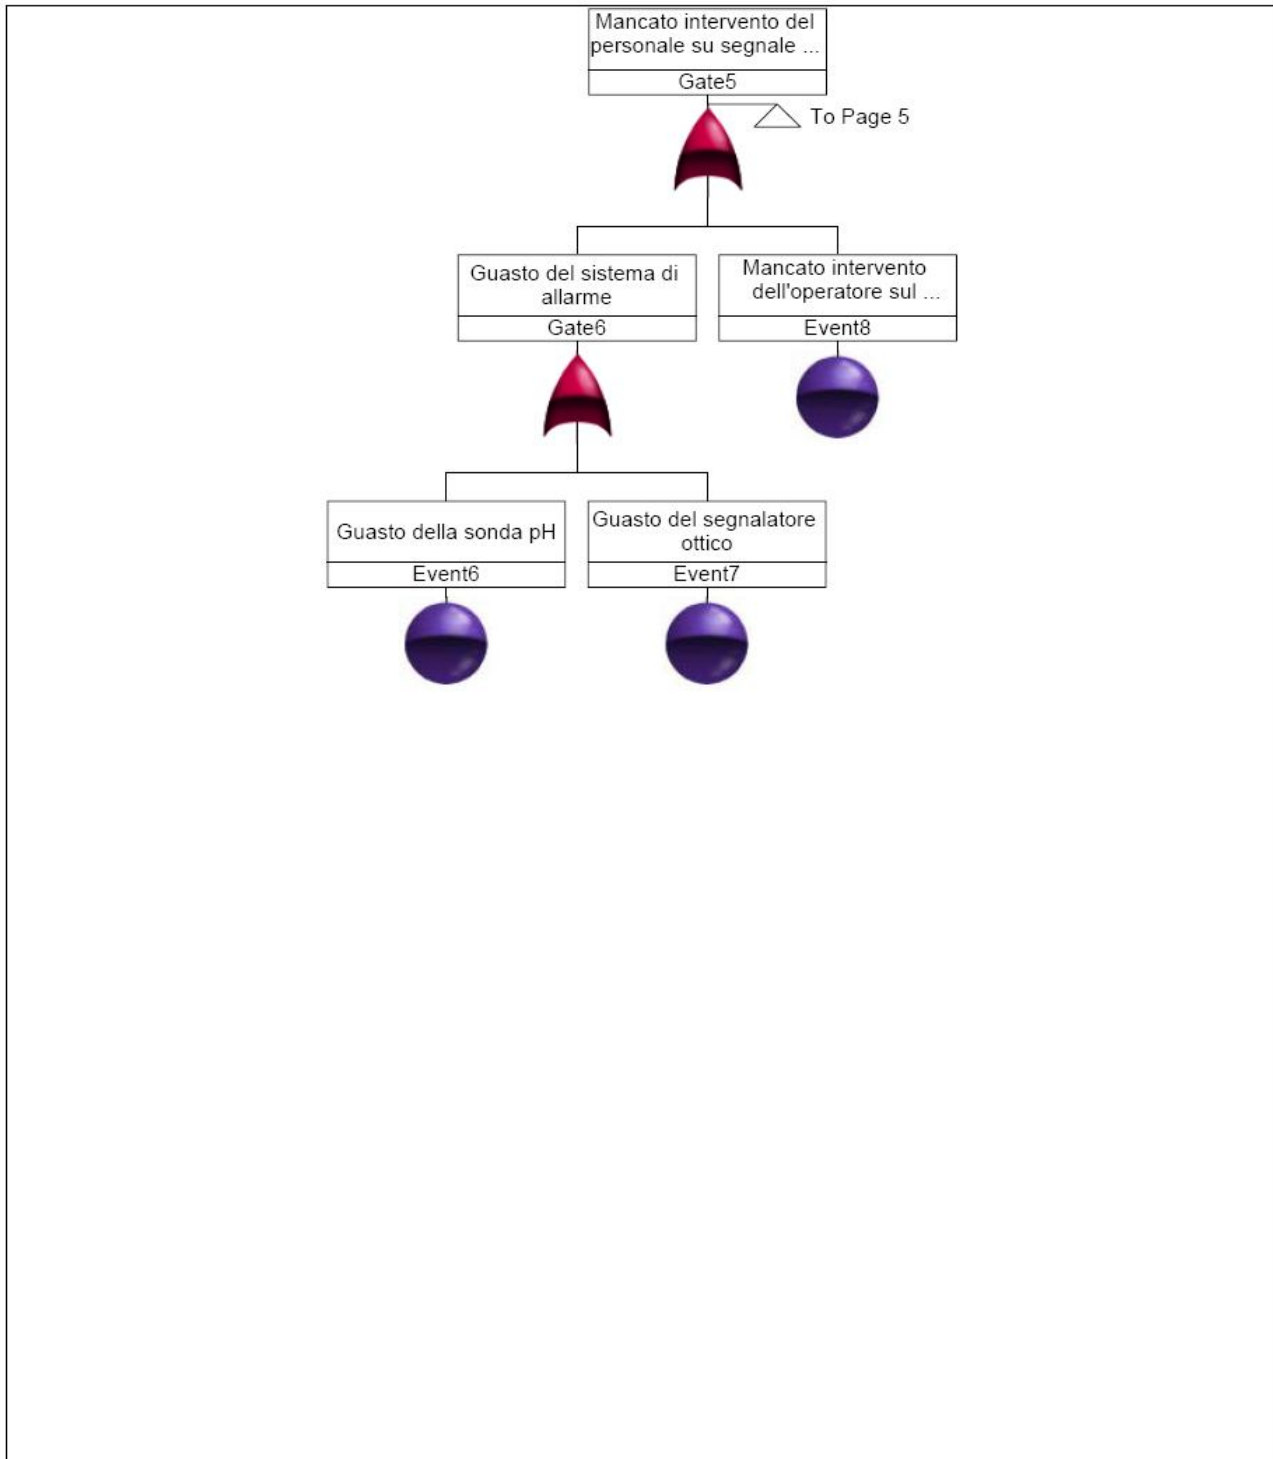 Mancato intervento del
personale su segnale ...
Gate5
To Page 5
Guasto del sistema di
allarme
Gate6
Mancato intervento
dell'operatore sul ...
Event8
Guasto della sonda pH
Event6
Guasto del segnalatore
ottico
Event7